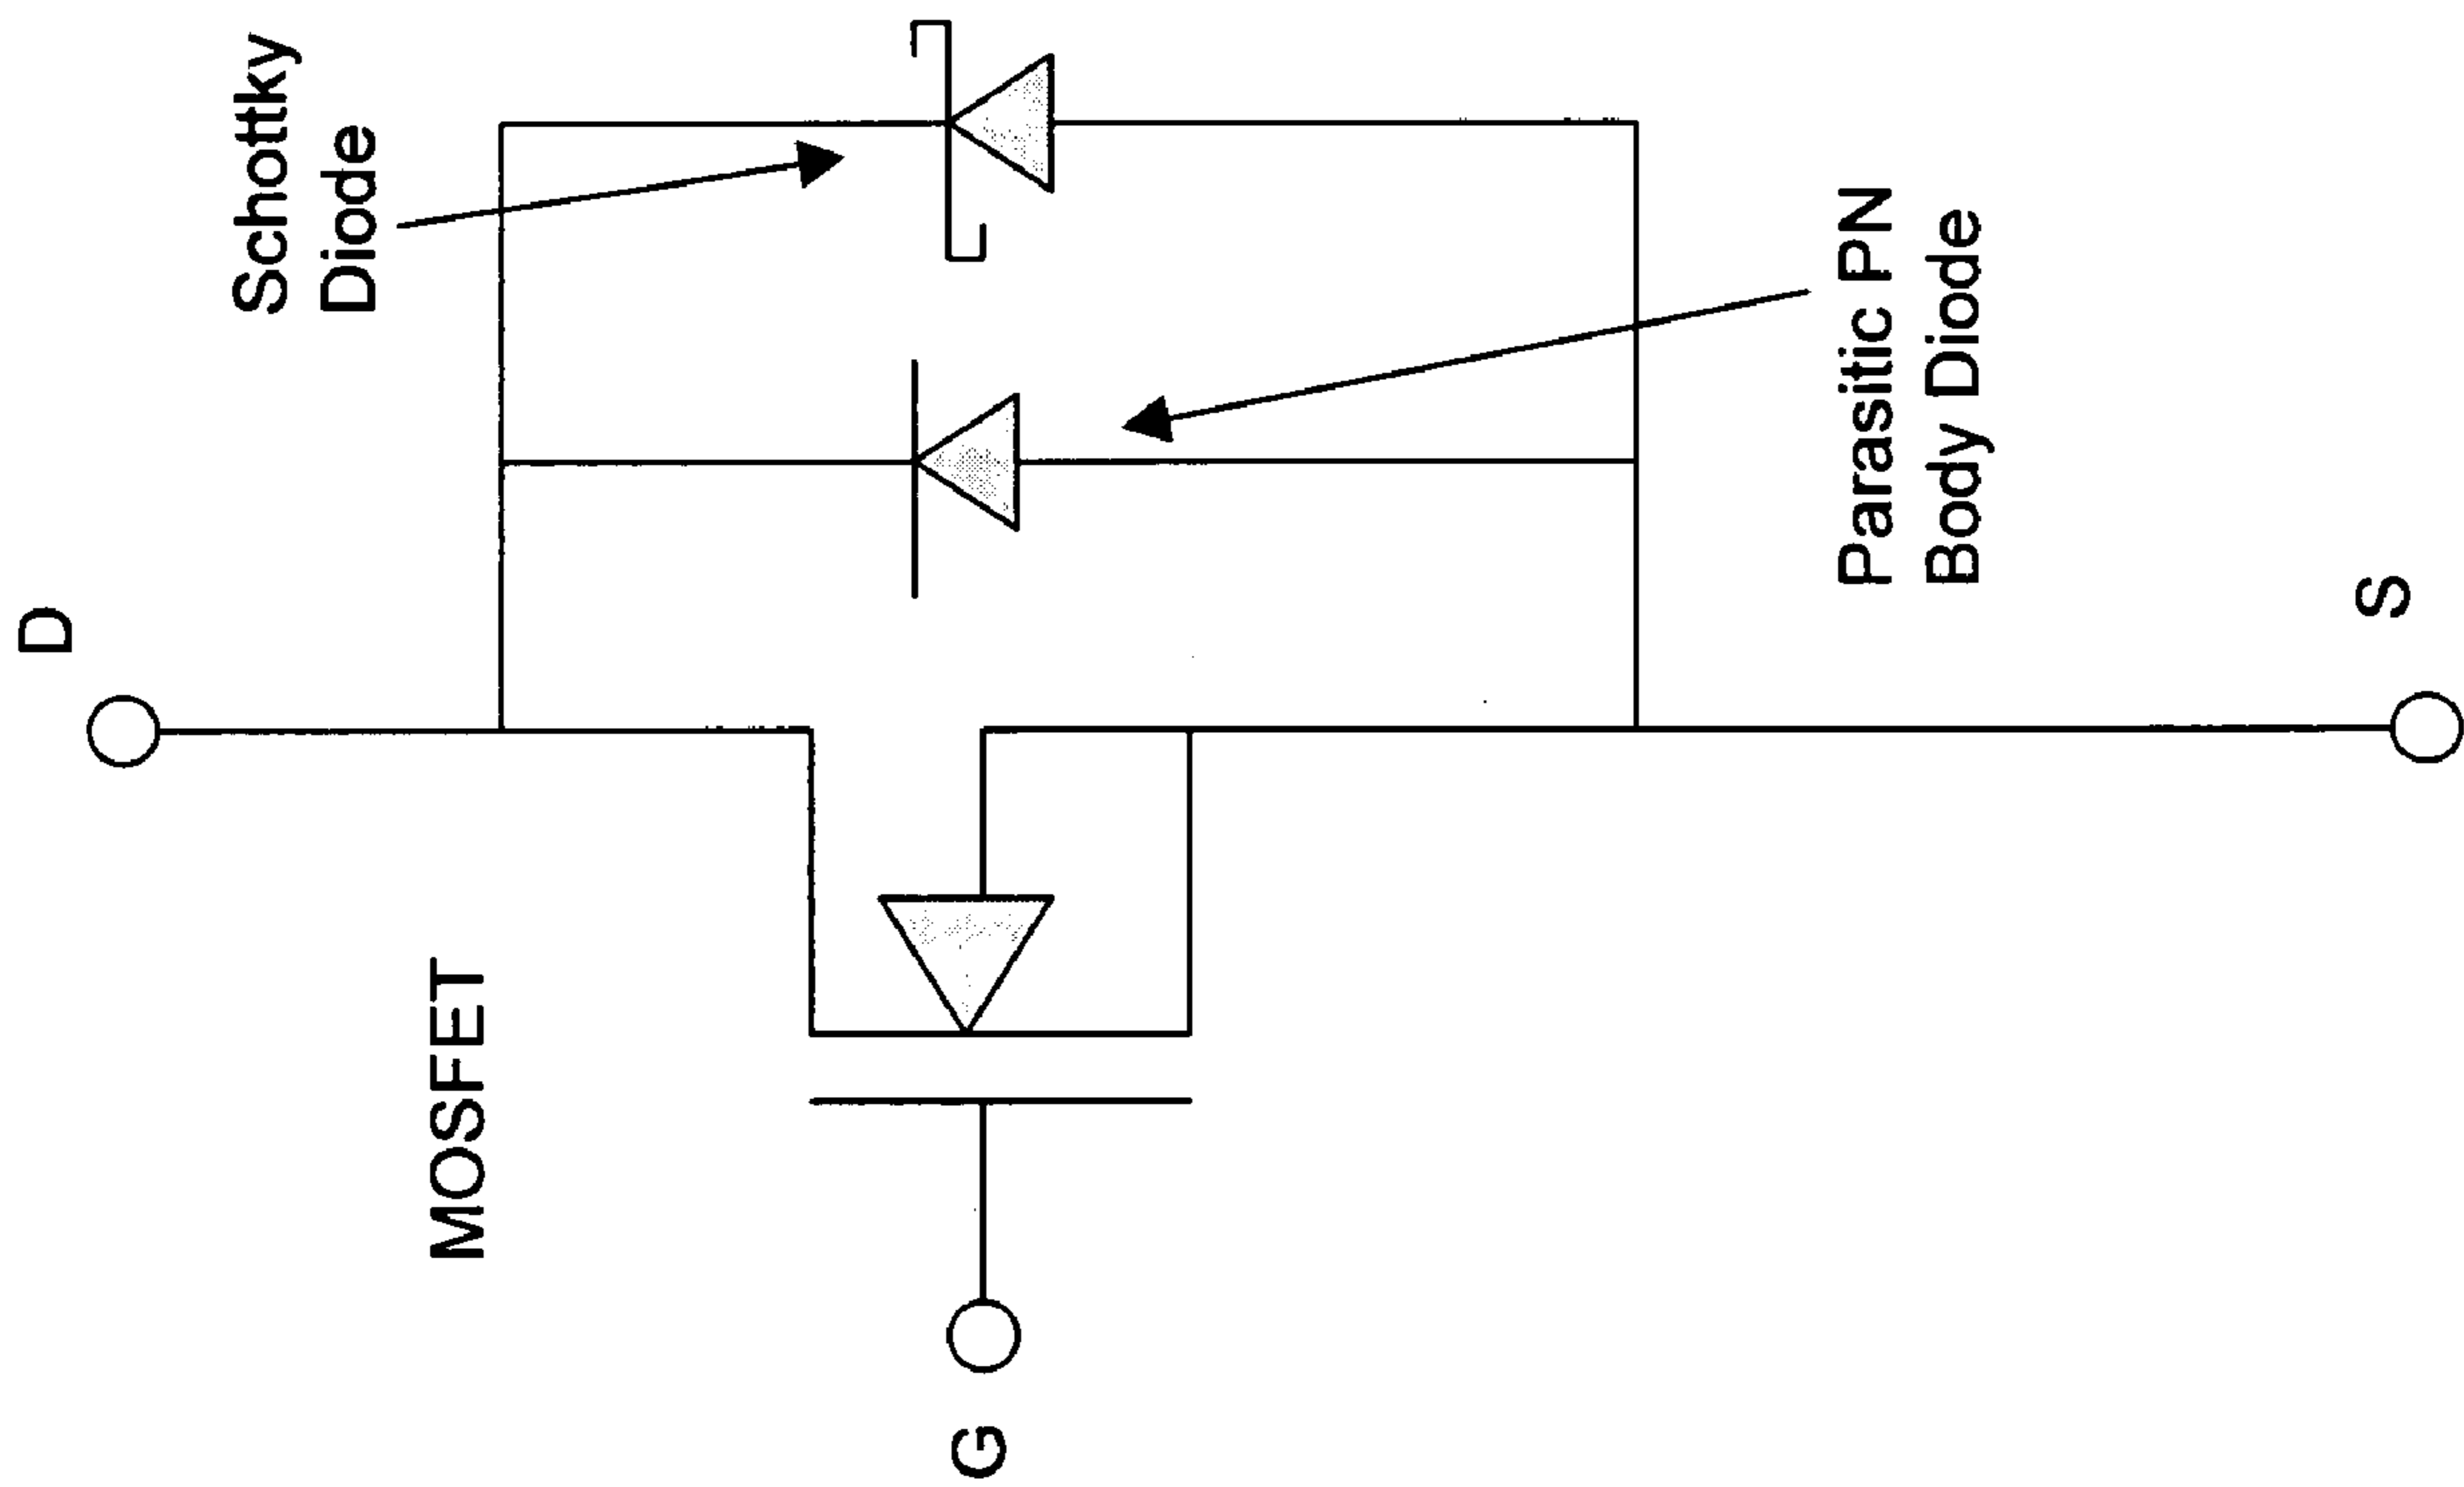 D
Schottky
Diode
MOSFET
G
Parasitic PN
Body Diode
S